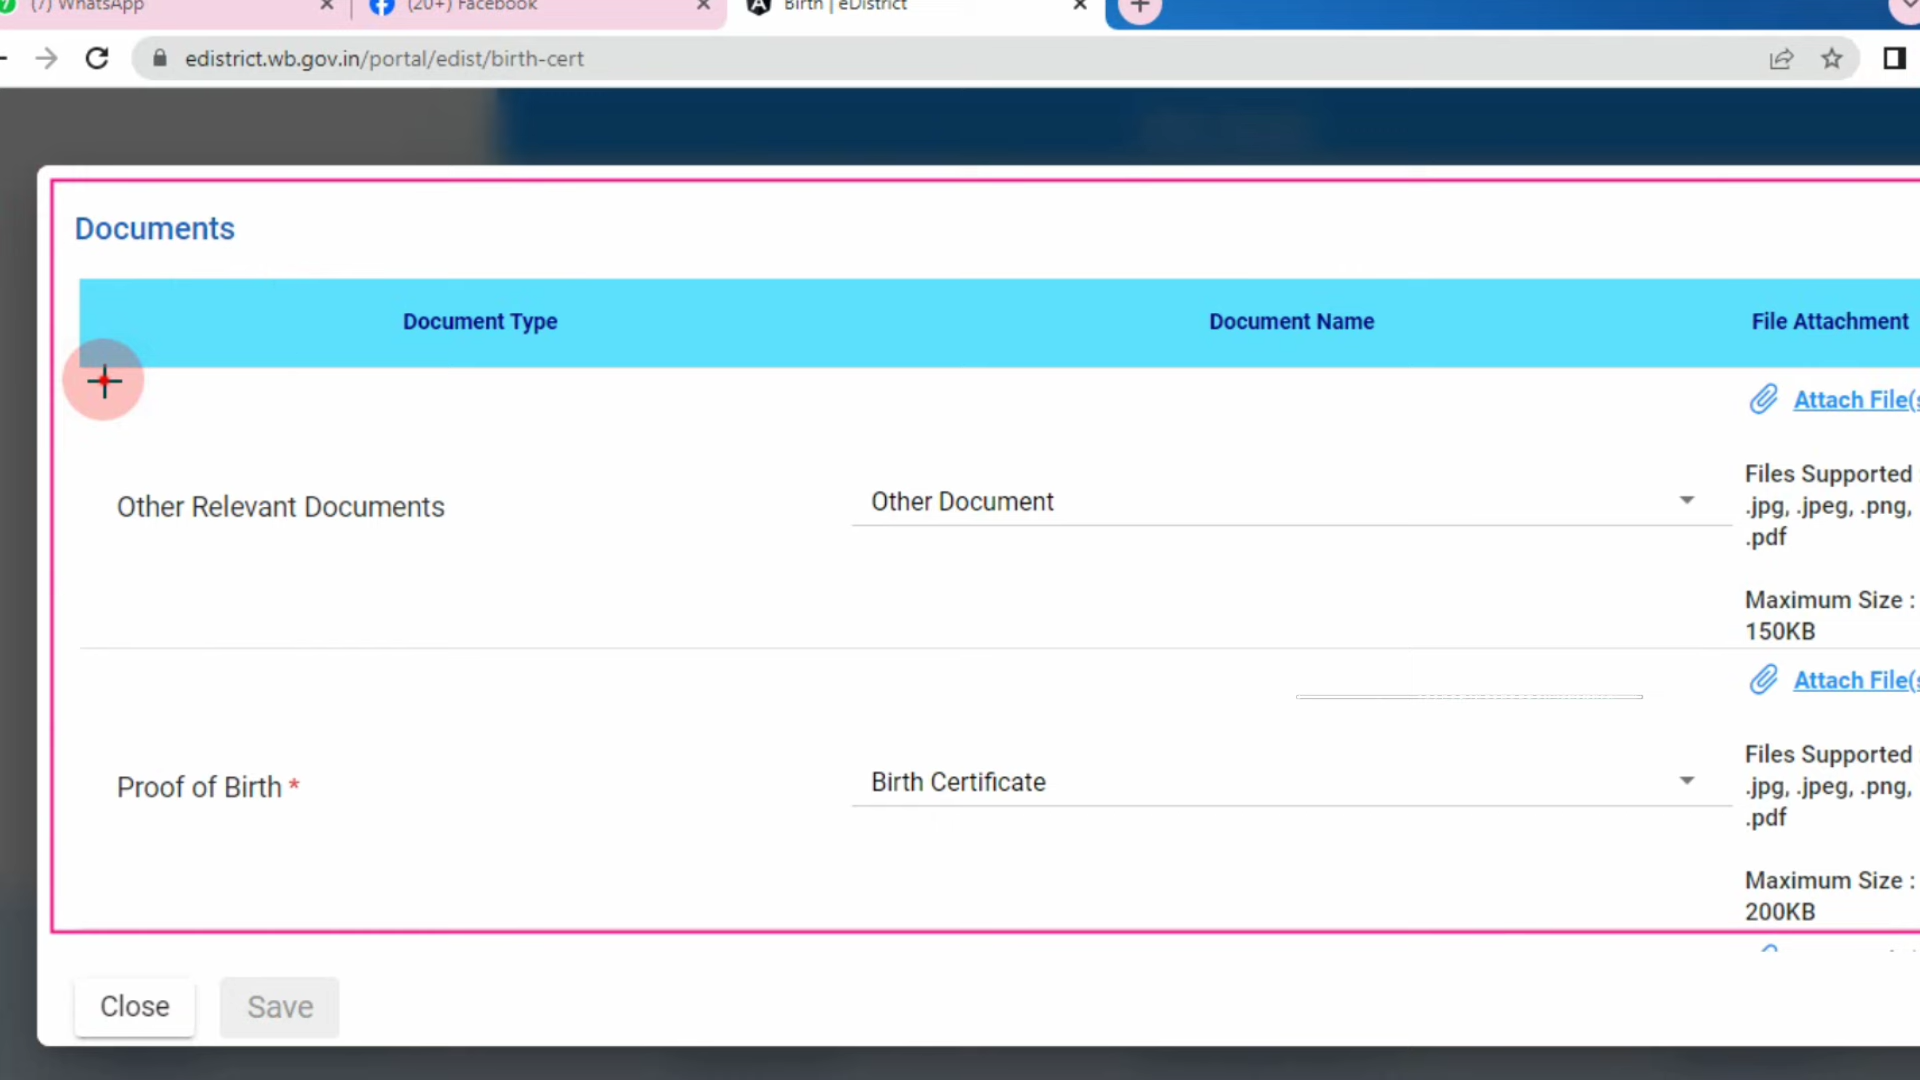 (7) WhatsApp
(20+) Facebook
Birth | eDistrict
edistrict.wb.gov.in/portal/edist/birth-cert
Documents
Document Type
Document Name
File Attachment
Attach File(s
Other Relevant Documents
Other Document
Files Supported :
.jpg, .jpeg, .png,
.pdf
Maximum Size :
150KB
Attach File(s
Proof of Birth *
Birth Certificate
Files Supported :
.jpg, .jpeg, .png,
.pdf
Maximum Size :
200KB
Close
Save